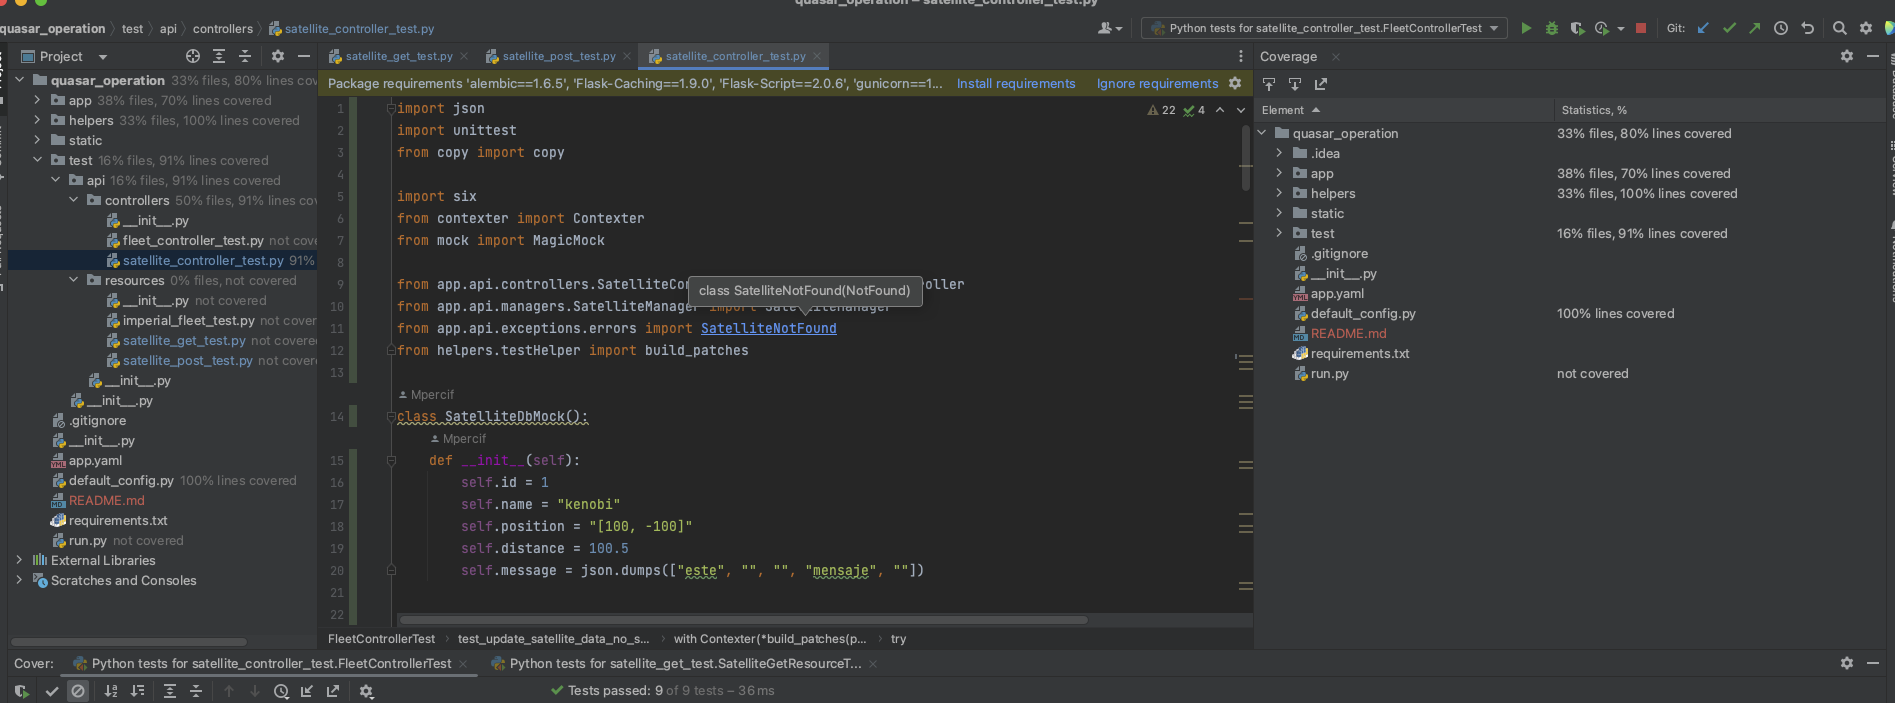 quasar_operation – satellite_controller_test.py
quasar_operation test api controllers satellite_controller_test.py
Python tests for satellite_controller_test.FleetControllerTest
Git:
Project
quasar_operation 33% files, 80% lines cove
app 38% files, 70% lines covered
helpers 33% files, 100% lines covered
static
test 16% files, 91% lines covered
api 16% files, 91% lines covered
controllers 50% files, 91% lines cov
__init__.py
fleet_controller_test.py not cove
satellite_controller_test.py 91%
resources 0% files, not covered
__init__.py not covered
imperial_fleet_test.py not cover
satellite_get_test.py not covere
satellite_post_test.py not cover
__init__.py
__init__.py
.gitignore
__init__.py
app.yaml
default_config.py 100% lines covered
README.md
requirements.txt
run.py not covered
External Libraries
Scratches and Consoles
satellite_get_test.py satellite_post_test.py satellite_controller_test.py
Package requirements 'alembic==1.6.5', 'Flask-Caching==1.9.0', 'Flask-Script==2.0.6', 'gunicorn==1... Install requirements Ignore requirements
22 4
1 import json
2 import unittest
3 from copy import copy
4
5 import six
6 from contexter import Contexter
7 from mock import MagicMock
8
9 from app.api.controllers.SatelliteCo roller
class SatelliteNotFound(NotFound)
10 from app.api.managers.SatelliteManager import SatelliteManager
11 from app.api.exceptions.errors import SatelliteNotFound
12 from helpers.testHelper import build_patches
13
Mpercif
14 class SatelliteDbMock():
Mpercif
15 def __init__(self):
16 self.id = 1
17 self.name = "kenobi"
18 self.position = "[100, -100]"
19 self.distance = 100.5
20 self.message = json.dumps(["este", "", "", "mensaje", ""])
21
22
FleetControllerTest test_update_satellite_data_no_s... with Contexter(*build_patches(p... try
Coverage
Element Statistics, %
quasar_operation 33% files, 80% lines covered
.idea
app 38% files, 70% lines covered
helpers 33% files, 100% lines covered
static
test 16% files, 91% lines covered
.gitignore
__init__.py
app.yaml
default_config.py 100% lines covered
README.md
requirements.txt
run.py not covered
Cover: Python tests for satellite_controller_test.FleetControllerTest Python tests for satellite_get_test.SatelliteGetResourceT...
Tests passed: 9 of 9 tests – 36 ms